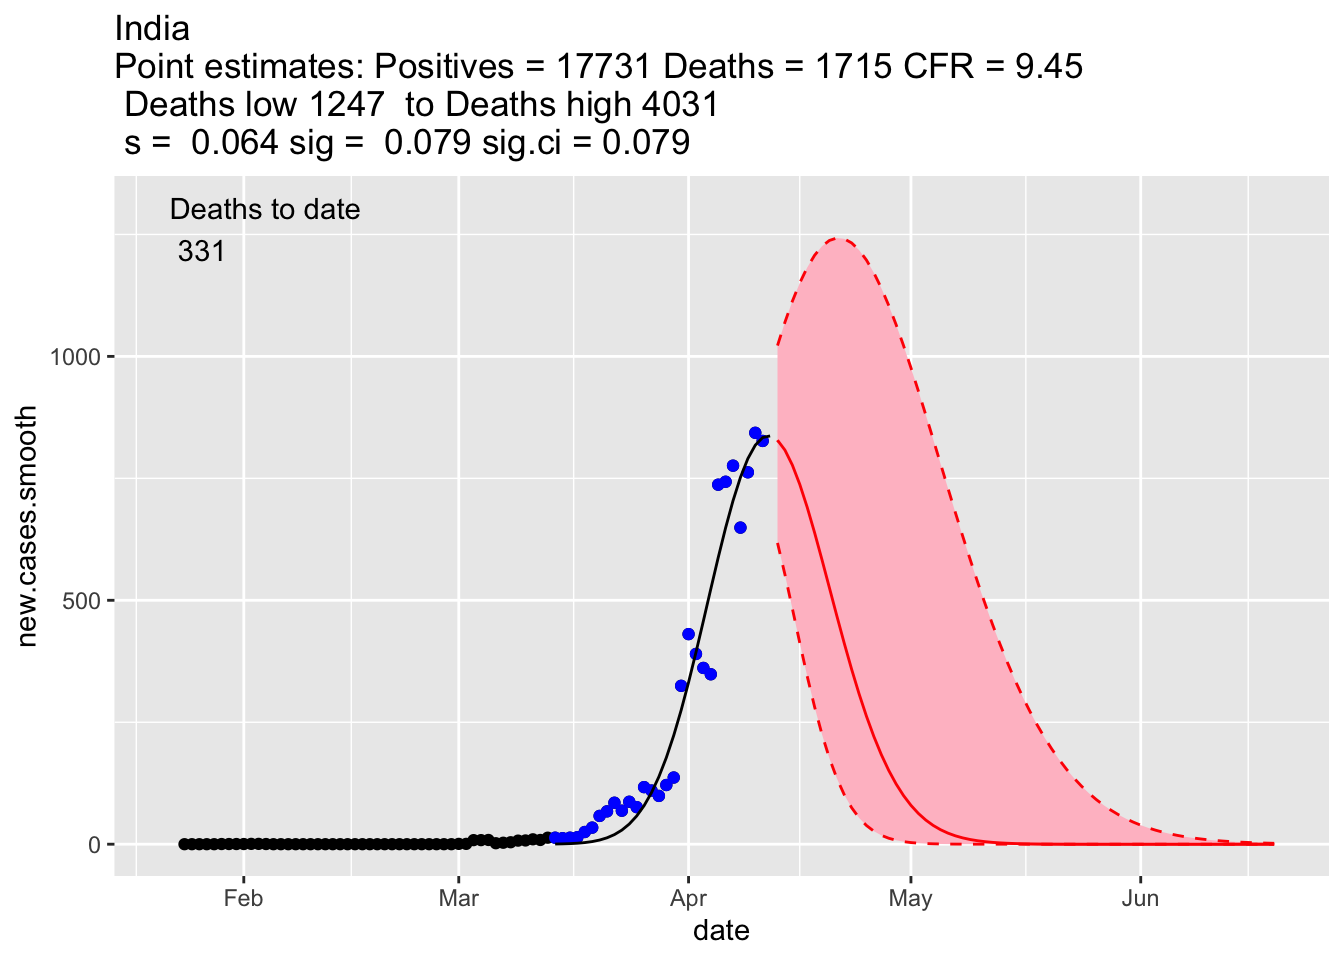 India
Point estimates: Positives = 17731 Deaths = 1715 CFR = 9.45
Deaths low 1247  to Deaths high 4031
s =  0.064 sig =  0.079 sig.ci = 0.079
Deaths to date
331
1000
500
0
new.cases.smooth
Feb Mar Apr May Jun
date